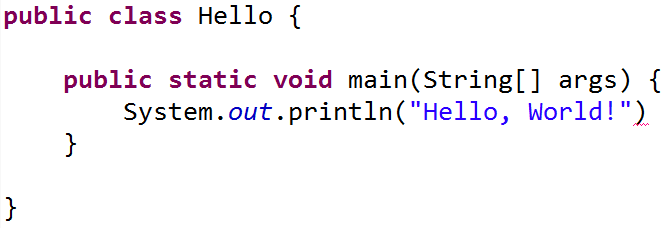 public class Hello {
    public static void main(String[] args) {
        System.out.println("Hello, World!")
    }
}